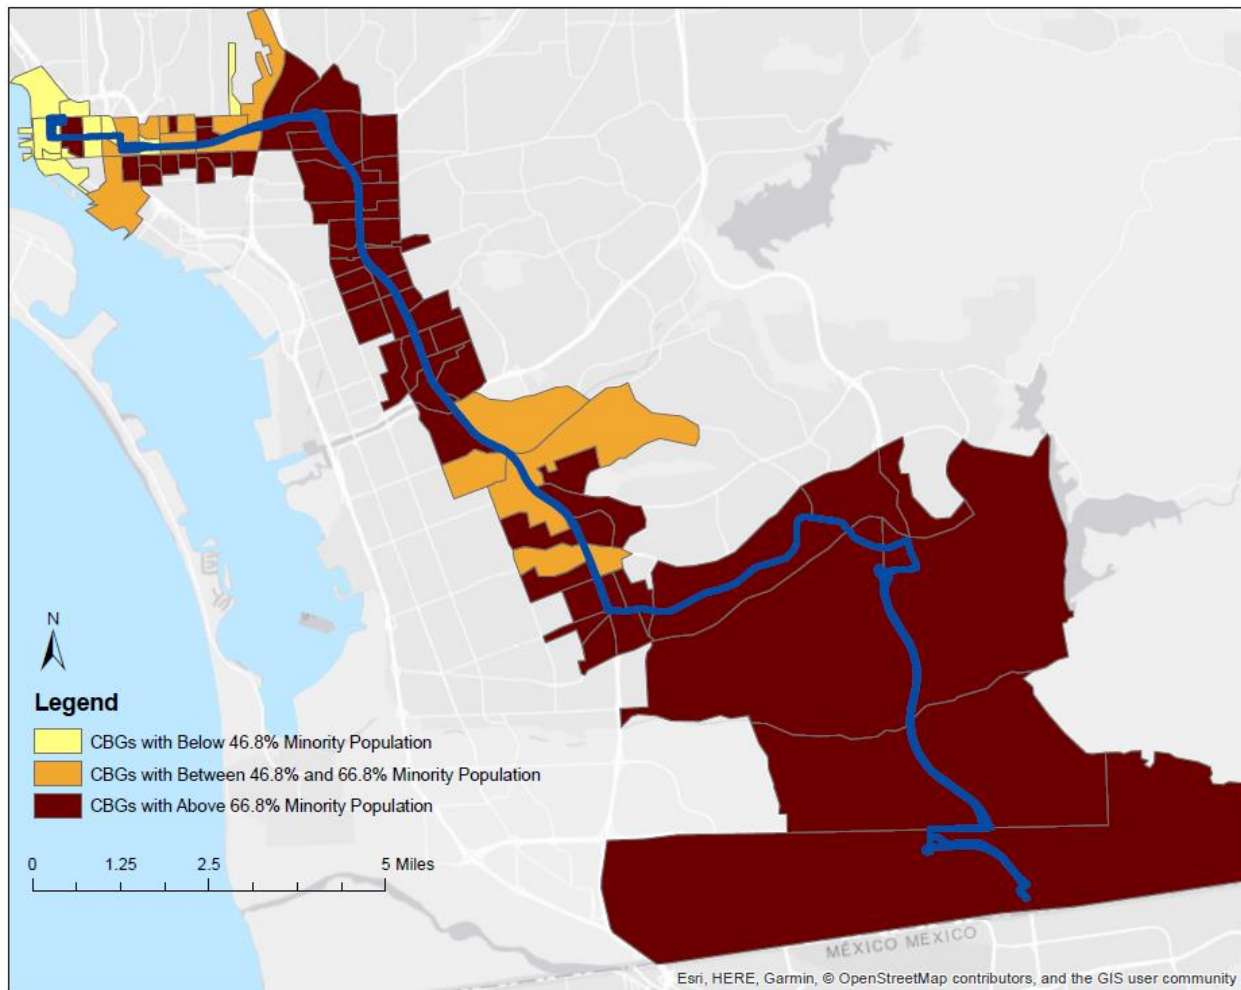 N
Legend
CBGs with Below 46.8% Minority Population
CBGs with Between 46.8% and 66.8% Minority Population
CBGs with Above 66.8% Minority Population
0 1.25 2.5 5 Miles
MÉXICO MEXICO
Esri, HERE, Garmin, © OpenStreetMap contributors, and the GIS user community